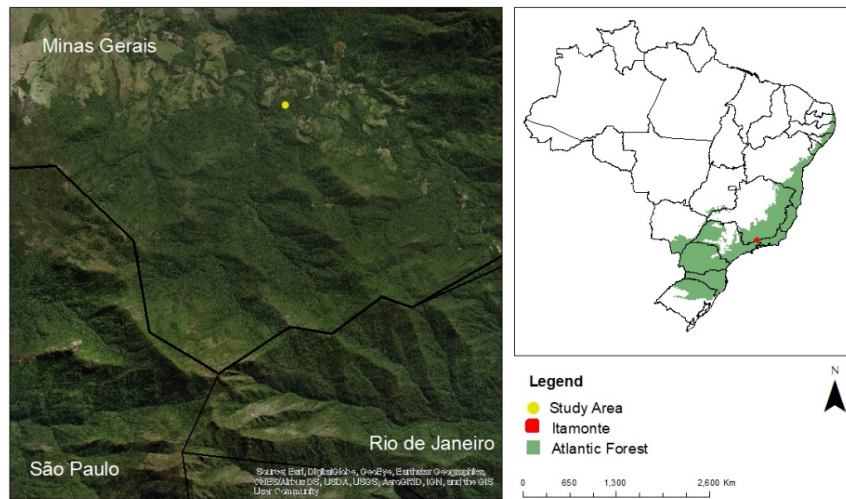 Minas Gerais
Rio de Janeiro
São Paulo
Source: Esri, DigitalGlobe, GeoEye, Earthstar Geographics,
CNES/Airbus DS, USDA, USGS, AeroGRID, IGN, and the GIS
User Community
N
Legend
Study Area
Itamonte
Atlantic Forest
0 650 1,300 2,600 Km